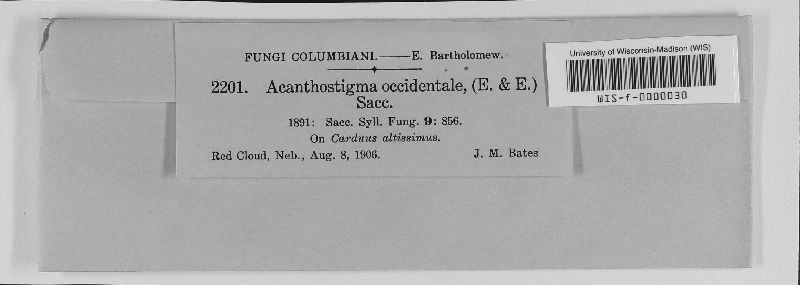 FUNGI COLUMBIANI.——E. Bartholomew.
2201. Acanthostigma occidentale, (E. & E.)
Sacc.
1891: Sacc. Syll. Fung. 9: 856.
On Carduus altissimus.
Red Cloud, Neb., Aug. 8, 1906. J. M. Bates
University of Wisconsin-Madison (WIS)
WIS-f-0000030